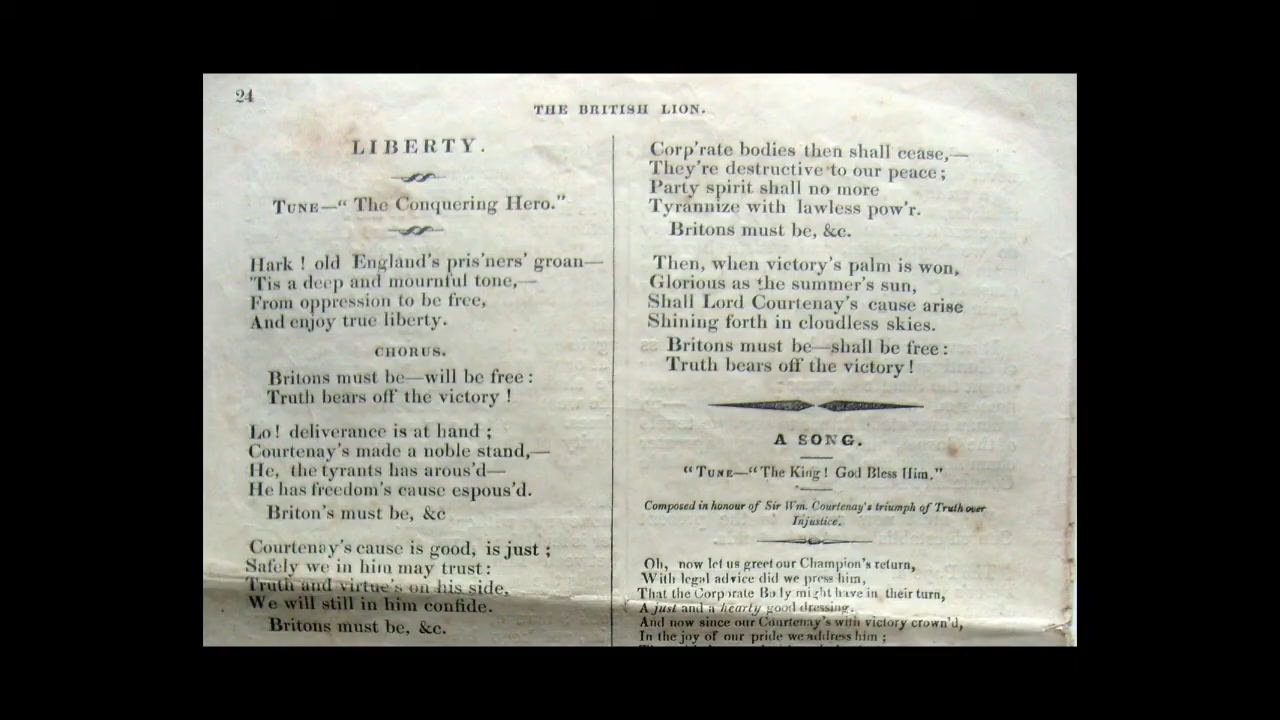 24
THE BRITISH LION.
LIBERTY.
TUNE—“ The Conquering Hero.”
Hark ! old England's pris'ners' groan—
'Tis a deep and mournful tone,—
From oppression to be free,
And enjoy true liberty.
CHORUS.
Britons must be—will be free :
Truth bears off the victory !
Lo! deliverance is at hand ;
Courtenay's made a noble stand,—
He, the tyrants has arous'd—
He has freedom's cause espous'd.
Briton's must be, &c
Courtenay's cause is good, is just ;
Safely we in him may trust :
Truth and virtue's on his side,
We will still in him confide.
Britons must be, &c.
Corp'rate bodies then shall cease,—
They're destructive to our peace ;
Party spirit shall no more
Tyrannize with lawless pow'r.
Britons must be, &c.
Then, when victory's palm is won,
Glorious as the summer's sun,
Shall Lord Courtenay's cause arise
Shining forth in cloudless skies.
Britons must be—shall be free :
Truth bears off the victory !
A SONG.
“TUNE—“The King! God Bless Him.”
Composed in honour of Sir Wm. Courtenay's triumph of Truth over
Injustice.
Oh, now let us greet our Champion's return,
With legal advice did we press him,
That the Corporate Body might have in their turn,
A just and a hearty good dressing.
And now since our Courtenay's with victory crown'd,
In the joy of our pride we address him ;